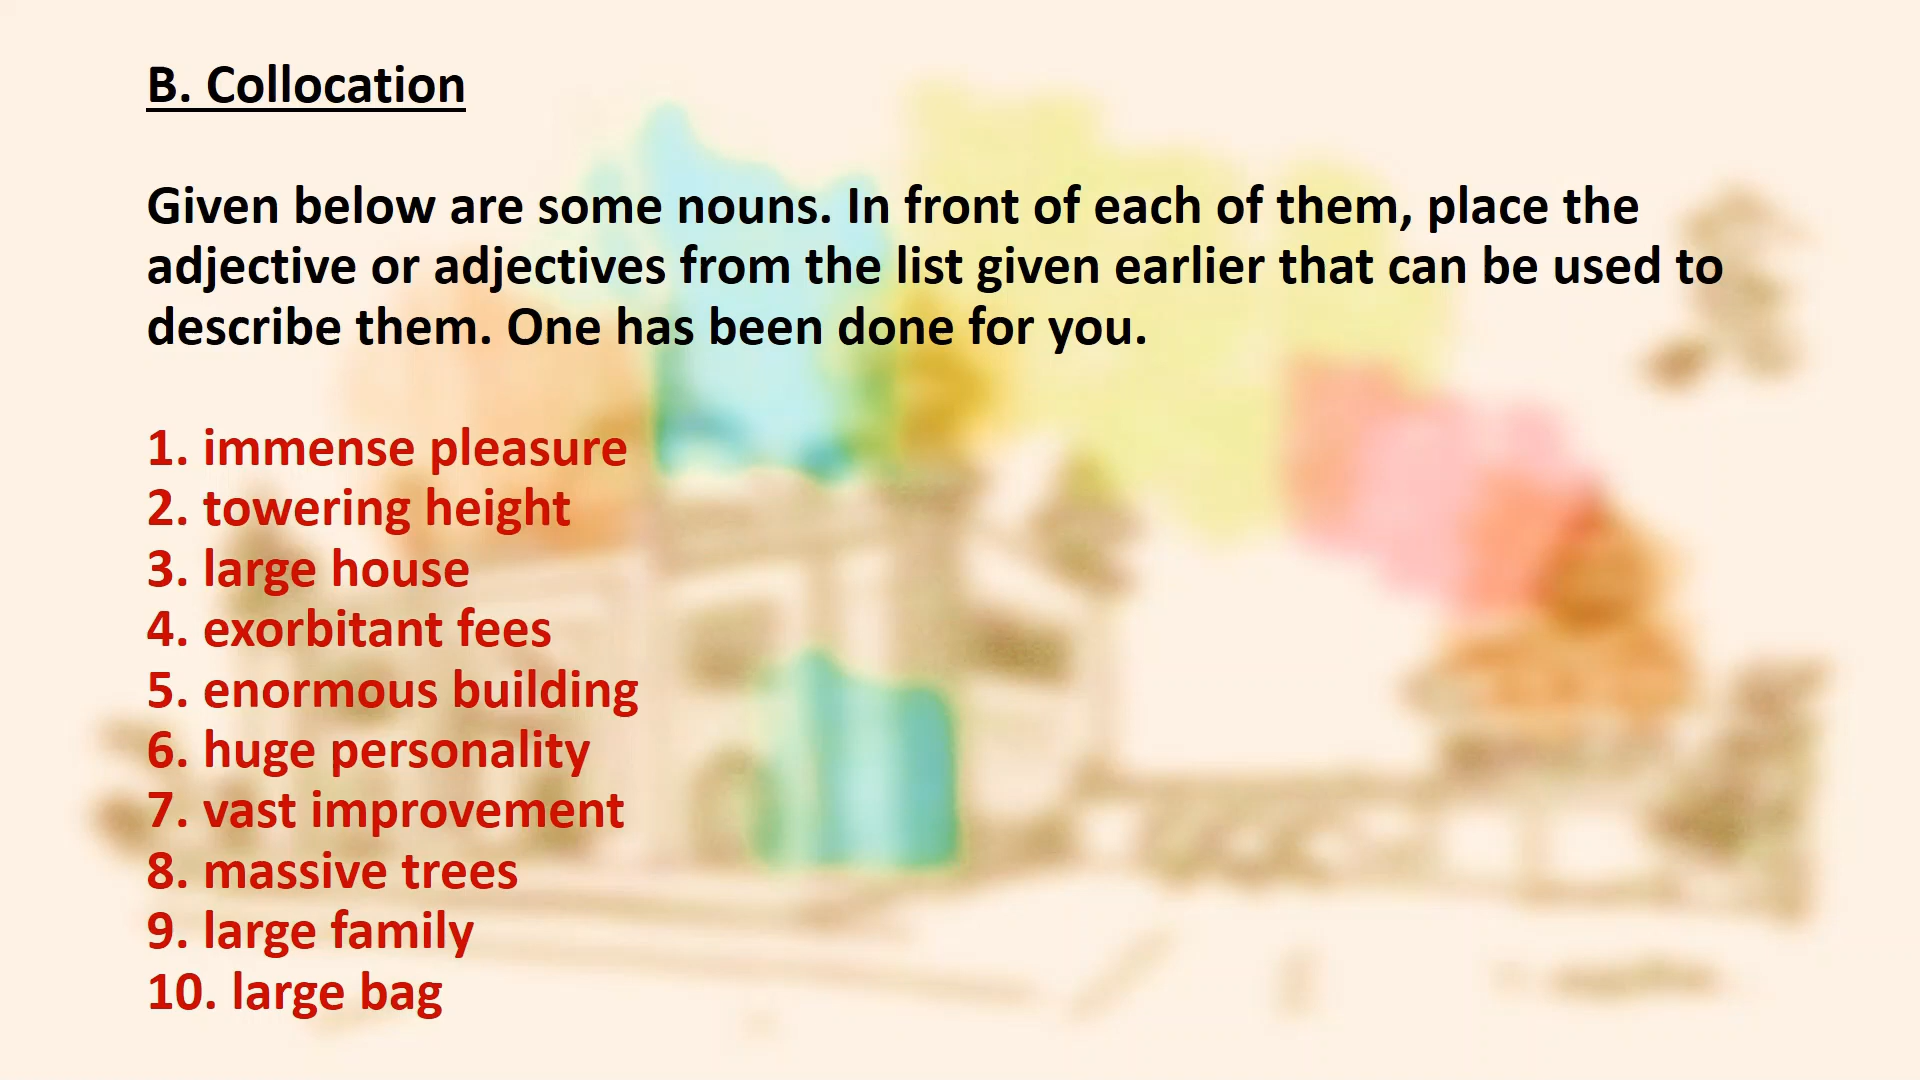 B. Collocation
Given below are some nouns. In front of each of them, place the
adjective or adjectives from the list given earlier that can be used to
describe them. One has been done for you.
1. immense pleasure
2. towering height
3. large house
4. exorbitant fees
5. enormous building
6. huge personality
7. vast improvement
8. massive trees
9. large family
10. large bag